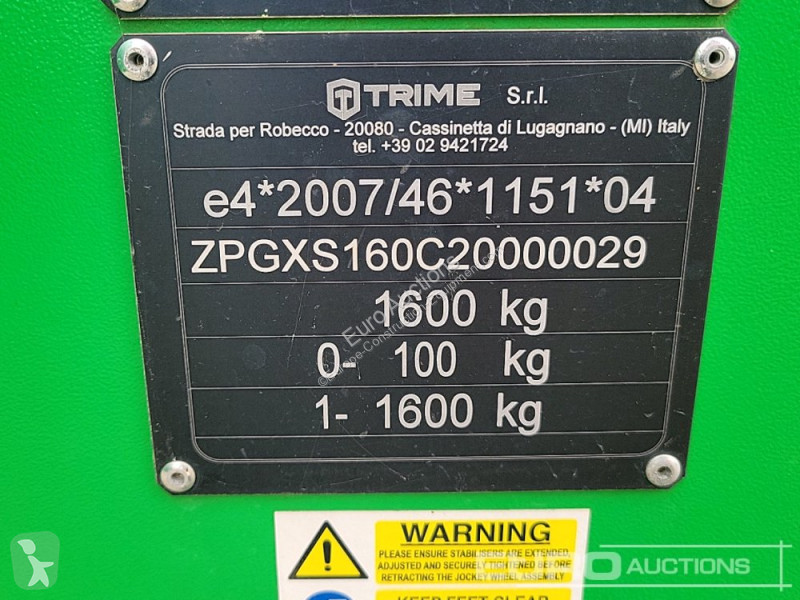 TRIME S.r.l.
Strada per Robecco - 20080 - Cassinetta di Lugagnano - (MI) Italy
tel. +39 02 9421724
e4*2007/46*1151*04
ZPGXS160C20000029
1600 kg
0- 100 kg
1- 1600 kg
WARNING
PLEASE ENSURE STABILISERS ARE EXTENDED,
ADJUSTED AND SECURELY TIGHTENED BEFORE
RETRACTING THE JOCKEY WHEEL ASSEMBLY
KEEP FEET CLEAR
Euro Auctions
AUCTIONS